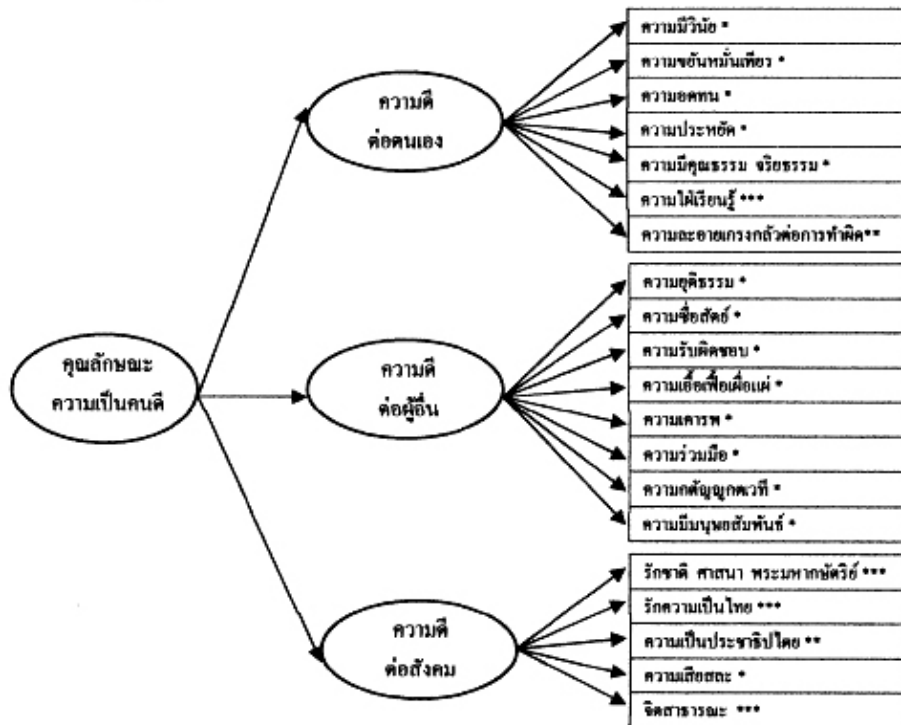 คุณลักษณะ
ความเป็นคนดี
ความดี
ต่อตนเอง
ความมีวินัย *
ความขยันหมั่นเพียร *
ความอดทน *
ความประหยัด *
ความมีคุณธรรม จริยธรรม *
ความใฝ่เรียนรู้ ***
ความละอายเกรงกลัวต่อการทำผิด**
ความดี
ต่อผู้อื่น
ความยุติธรรม *
ความซื่อสัตย์ *
ความรับผิดชอบ *
ความเอื้อเฟื้อเผื่อแผ่ *
ความเคารพ *
ความร่วมมือ *
ความกตัญญูกตเวที *
ความมีมนุษยสัมพันธ์ *
ความดี
ต่อสังคม
รักชาติ ศาสนา พระมหากษัตริย์ ***
รักความเป็นไทย ***
ความเป็นประชาธิปไตย **
ความเสียสละ *
จิตสาธารณะ ***